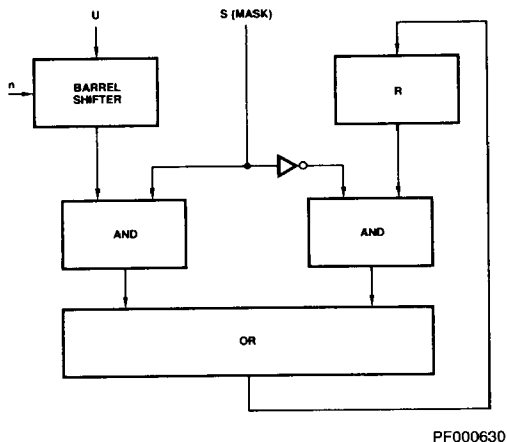 U
S (MASK)
n
BARREL
SHIFTER
R
AND
AND
OR
PF000630